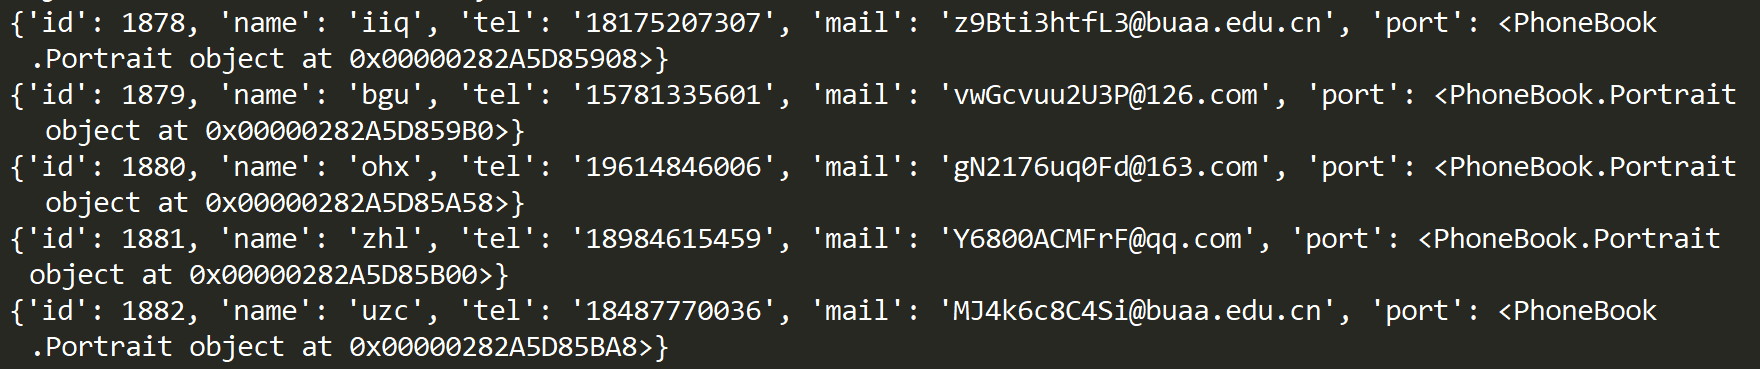 {'id': 1878, 'name': 'iiq', 'tel': '18175207307', 'mail': 'z9Bti3htfL3@buaa.edu.cn', 'port': <PhoneBook
.Portrait object at 0x00000282A5D85908>}
{'id': 1879, 'name': 'bgu', 'tel': '15781335601', 'mail': 'vwGcvuu2U3P@126.com', 'port': <PhoneBook.Portrait
object at 0x00000282A5D859B0>}
{'id': 1880, 'name': 'ohx', 'tel': '19614846006', 'mail': 'gN2176uq0Fd@163.com', 'port': <PhoneBook.Portrait
object at 0x00000282A5D85A58>}
{'id': 1881, 'name': 'zhl', 'tel': '18984615459', 'mail': 'Y6800ACMFrF@qq.com', 'port': <PhoneBook.Portrait
object at 0x00000282A5D85B00>}
{'id': 1882, 'name': 'uzc', 'tel': '18487770036', 'mail': 'MJ4k6c8C4Si@buaa.edu.cn', 'port': <PhoneBook
.Portrait object at 0x00000282A5D85BA8>}